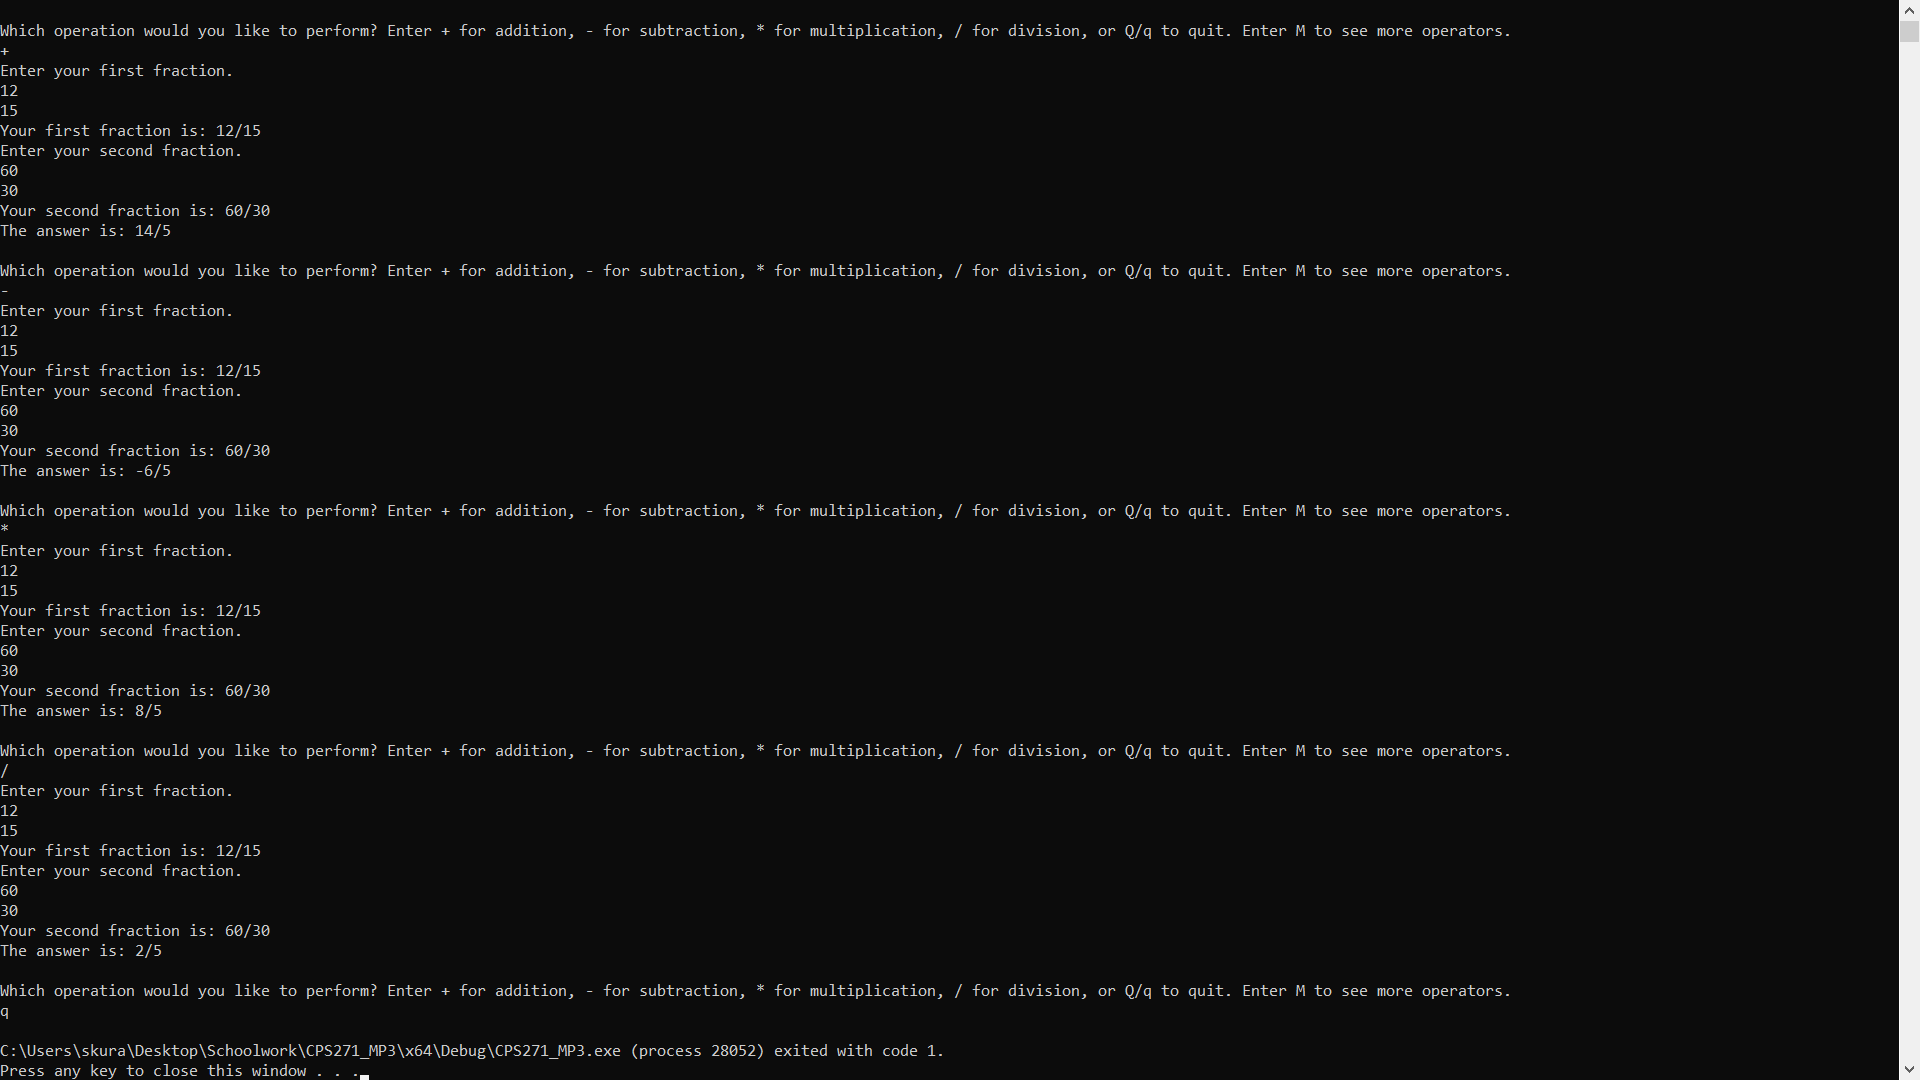 Which operation would you like to perform? Enter + for addition, - for subtraction, * for multiplication, / for division, or Q/q to quit. Enter M to see more operators.
+
Enter your first fraction.
12
15
Your first fraction is: 12/15
Enter your second fraction.
60
30
Your second fraction is: 60/30
The answer is: 14/5
Which operation would you like to perform? Enter + for addition, - for subtraction, * for multiplication, / for division, or Q/q to quit. Enter M to see more operators.
-
Enter your first fraction.
12
15
Your first fraction is: 12/15
Enter your second fraction.
60
30
Your second fraction is: 60/30
The answer is: -6/5
Which operation would you like to perform? Enter + for addition, - for subtraction, * for multiplication, / for division, or Q/q to quit. Enter M to see more operators.
*
Enter your first fraction.
12
15
Your first fraction is: 12/15
Enter your second fraction.
60
30
Your second fraction is: 60/30
The answer is: 8/5
Which operation would you like to perform? Enter + for addition, - for subtraction, * for multiplication, / for division, or Q/q to quit. Enter M to see more operators.
/
Enter your first fraction.
12
15
Your first fraction is: 12/15
Enter your second fraction.
60
30
Your second fraction is: 60/30
The answer is: 2/5
Which operation would you like to perform? Enter + for addition, - for subtraction, * for multiplication, / for division, or Q/q to quit. Enter M to see more operators.
q
C:\Users\skura\Desktop\Schoolwork\CPS271_MP3\x64\Debug\CPS271_MP3.exe (process 28052) exited with code 1.
Press any key to close this window . . .